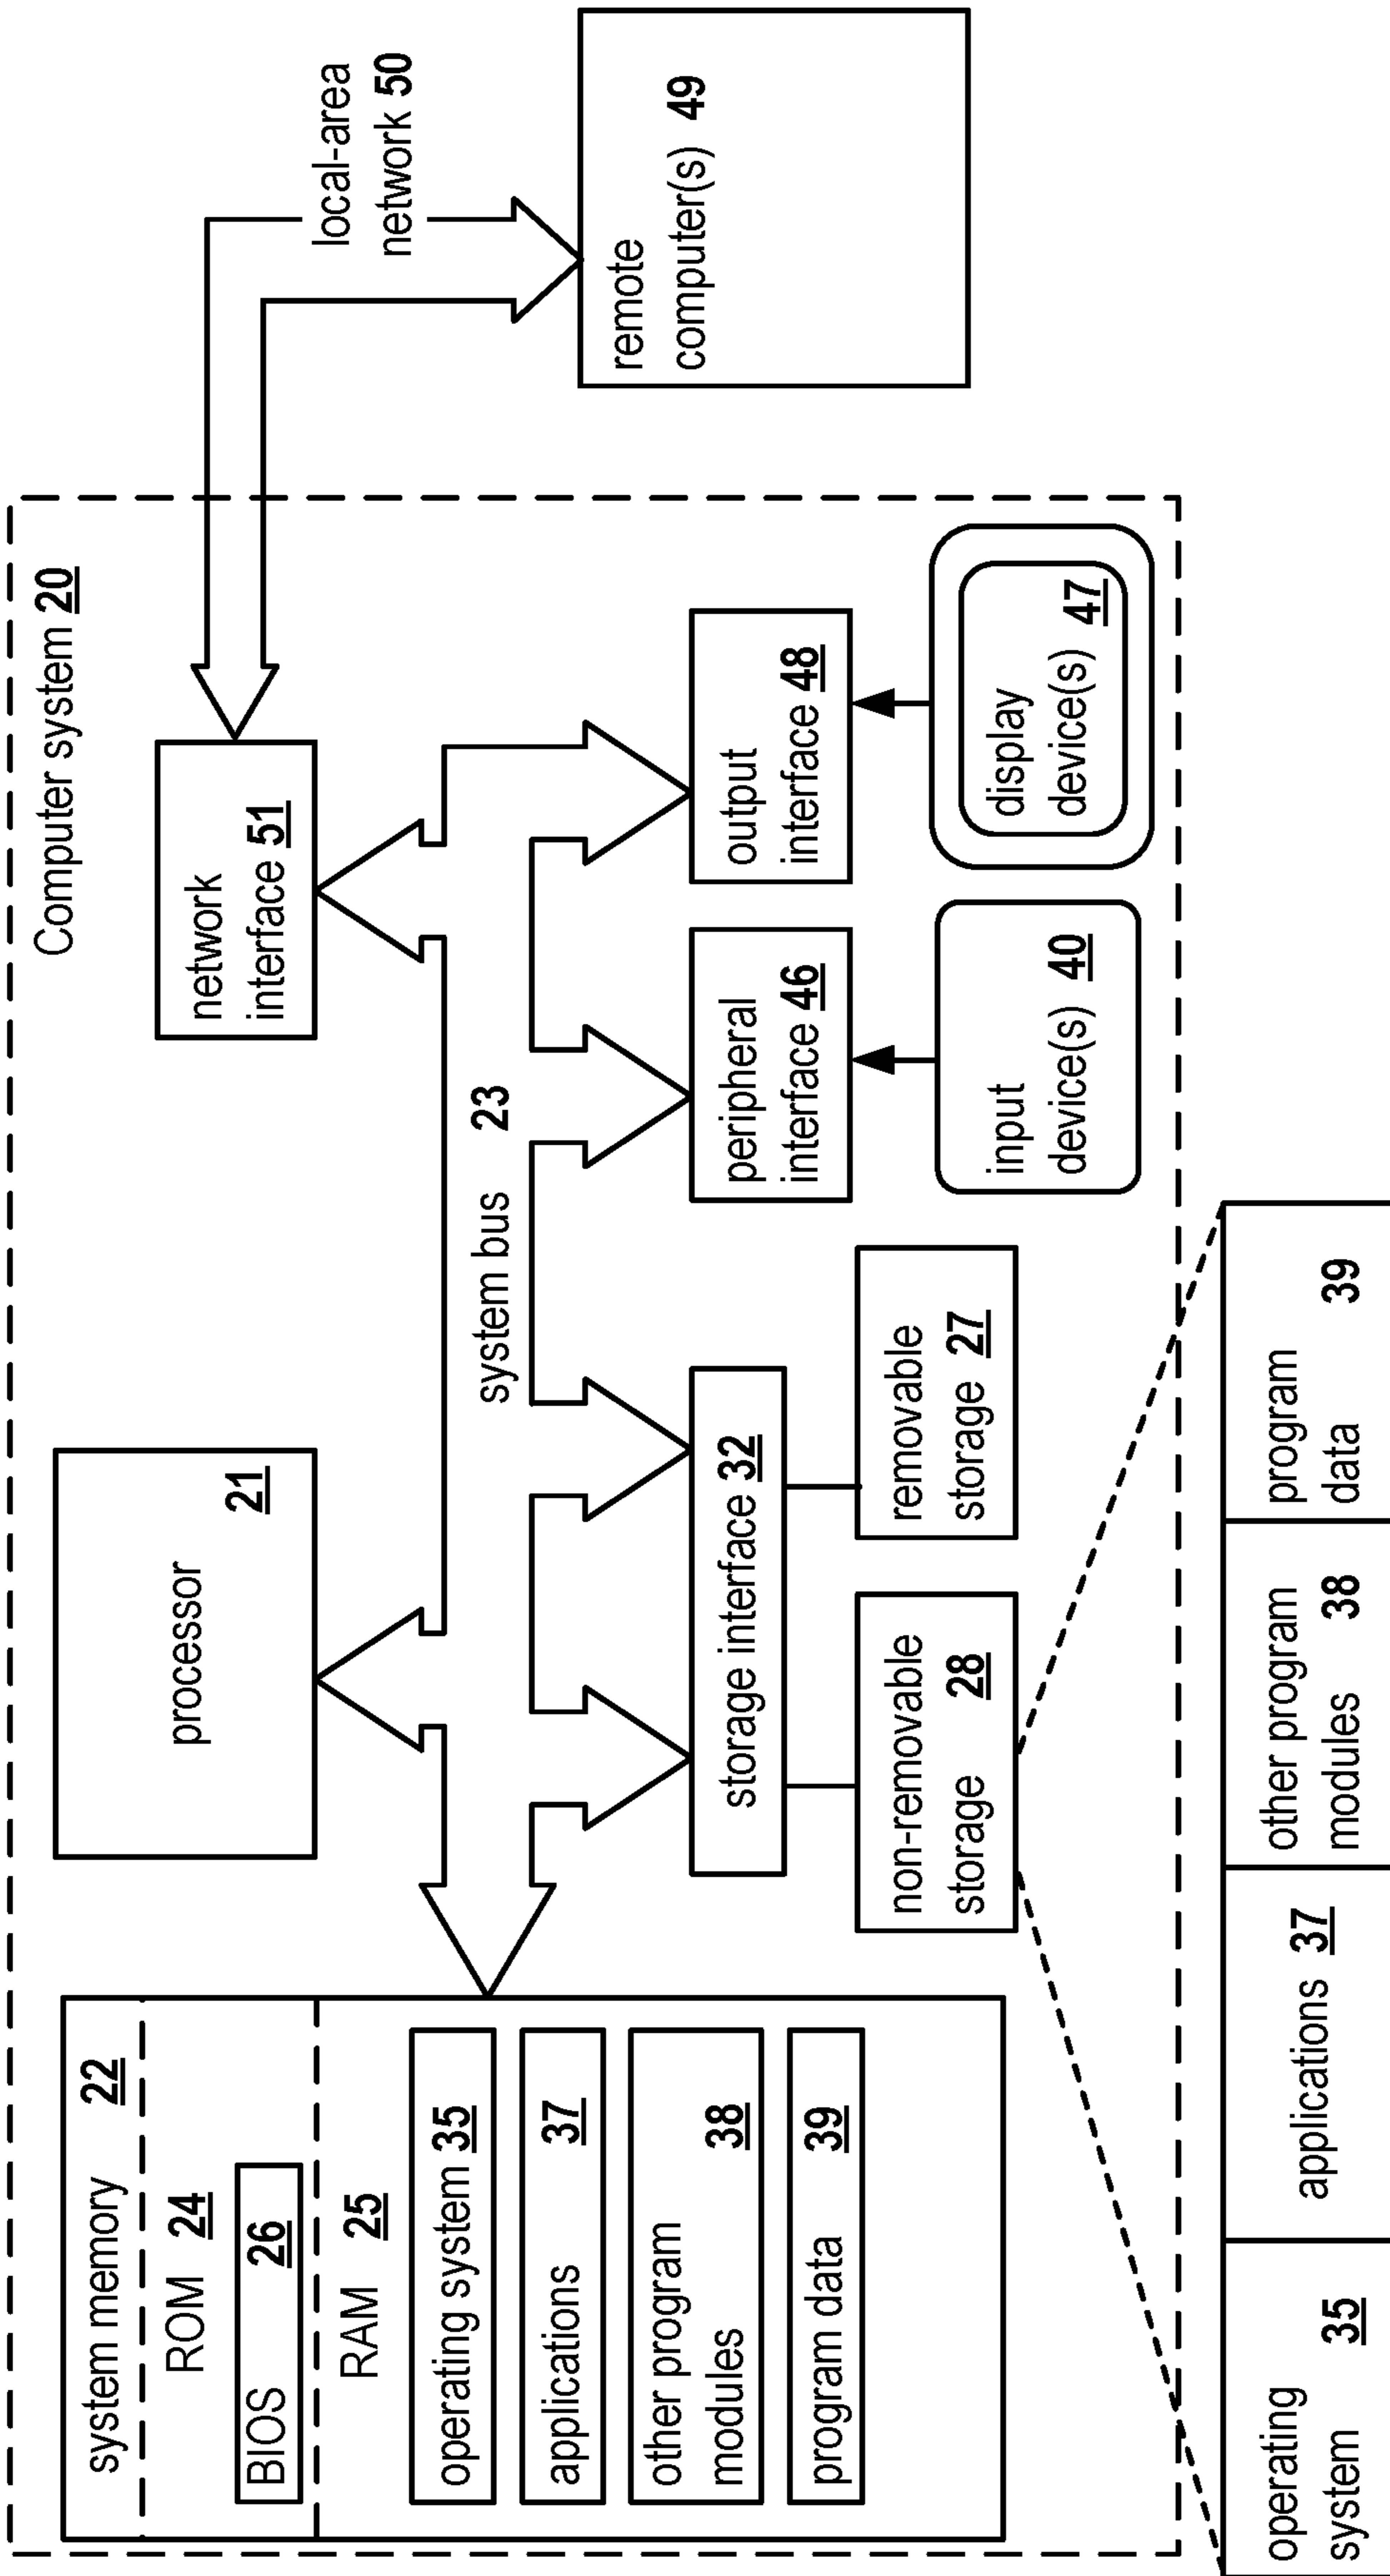 Computer system 20
system memory 22
ROM 24
BIOS 26
RAM 25
operating system 35
applications 37
other program
modules 38
program data 39
processor 21
network
interface 51
local-area
network 50
system bus 23
storage interface 32
peripheral
interface 46
output
interface 48
remote
computer(s) 49
non-removable
storage 28
removable
storage 27
input
device(s) 40
display
device(s) 47
operating
system 35
applications 37
other program
modules 38
program
data 39